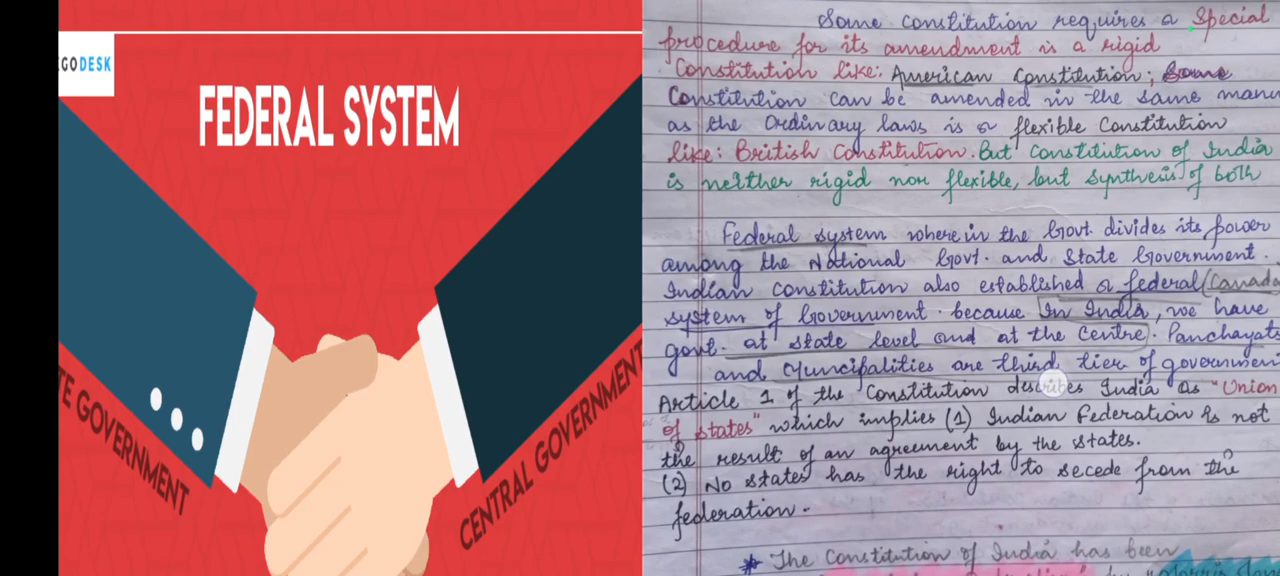 GODESK
FEDERAL SYSTEM
TE GOVERNMENT
CENTRAL GOVERNMENT
Some constitution requires a Special
procedure for its amendment is a rigid
Constitution like: American Constitution; Some
Constitution can be amended in the same mann
as the Ordinary laws is a flexible Constitution
like: British Constitution. But Constitution of India
is neither rigid nor flexible, but synthesis of both
Federal system where in the Govt. divides its power
among the National Govt. and State Government.
Indian constitution also established a federal (Canada
system of Government. because In India, we have
govt. at state level and at the Centre. Panchayats
and Muncipalities are third tier of governmen
Article 1 of the Constitution describes India as "Union
of states" which implies (1) Indian Federation is not
the result of an agreement by the states.
(2) No states has the right to secede from the
federation.
* The Constitution of India has been